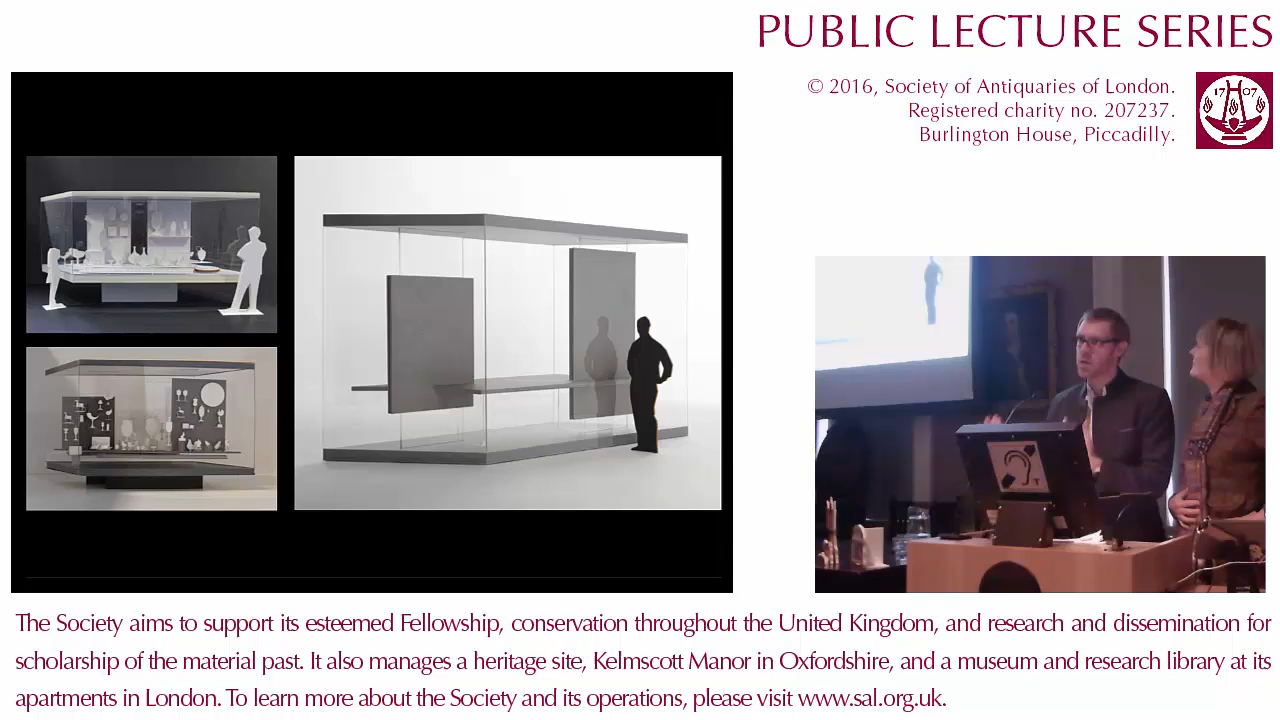 PUBLIC LECTURE SERIES
© 2016, Society of Antiquaries of London.
Registered charity no. 207237.
Burlington House, Piccadilly.
17 07
T
The Society aims to support its esteemed Fellowship, conservation throughout the United Kingdom, and research and dissemination for
scholarship of the material past. It also manages a heritage site, Kelmscott Manor in Oxfordshire, and a museum and research library at its
apartments in London. To learn more about the Society and its operations, please visit www.sal.org.uk.